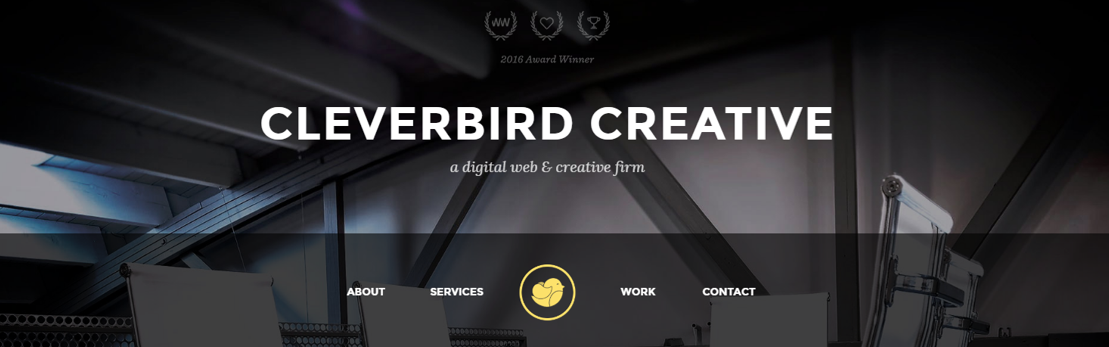 2016 Award Winner
CLEVERBIRD CREATIVE
a digital web & creative firm
ABOUT SERVICES WORK CONTACT